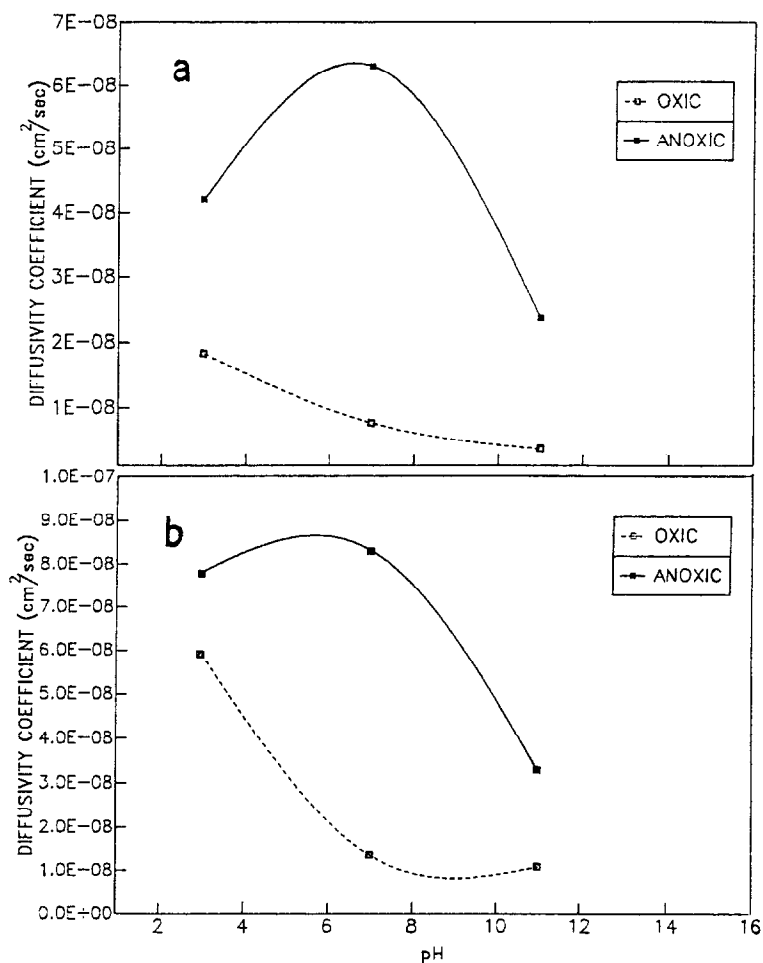 7E-08
a
6E-08
5E-08
4E-08
3E-08
2E-08
1E-08
DIFFUSIVITY COEFFICIENT (cm²/sec)
OXIC
ANOXIC
1.0E-07
b
9.0E-08
8.0E-08
7.0E-08
6.0E-08
5.0E-08
4.0E-08
3.0E-08
2.0E-08
1.0E-08
0.0E+00
DIFFUSIVITY COEFFICIENT (cm²/sec)
OXIC
ANOXIC
2 4 6 8 10 12 14 16
pH